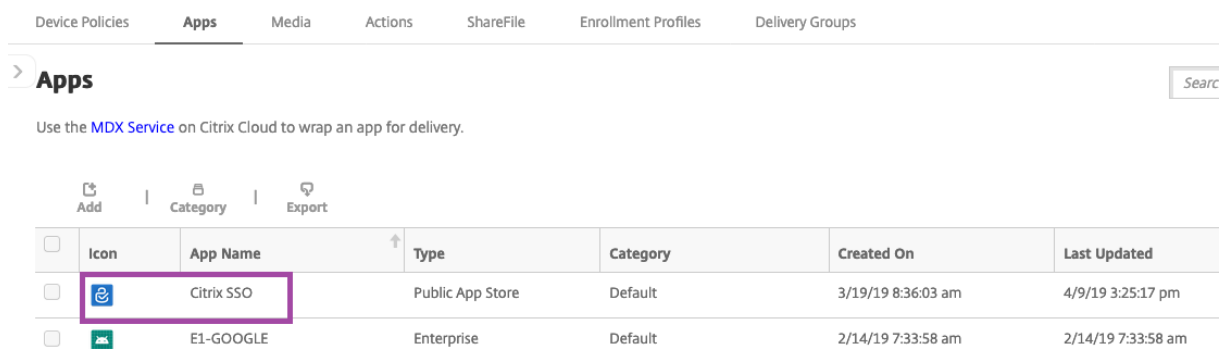 Device Policies Apps Media Actions ShareFile Enrollment Profiles Delivery Groups
Apps
Searc
Use the MDX Service on Citrix Cloud to wrap an app for delivery.
Add | Category | Export
Icon App Name Type Category Created On Last Updated
Citrix SSO Public App Store Default 3/19/19 8:36:03 am 4/9/19 3:25:17 pm
E1-GOOGLE Enterprise Default 2/14/19 7:33:58 am 2/14/19 7:33:58 am